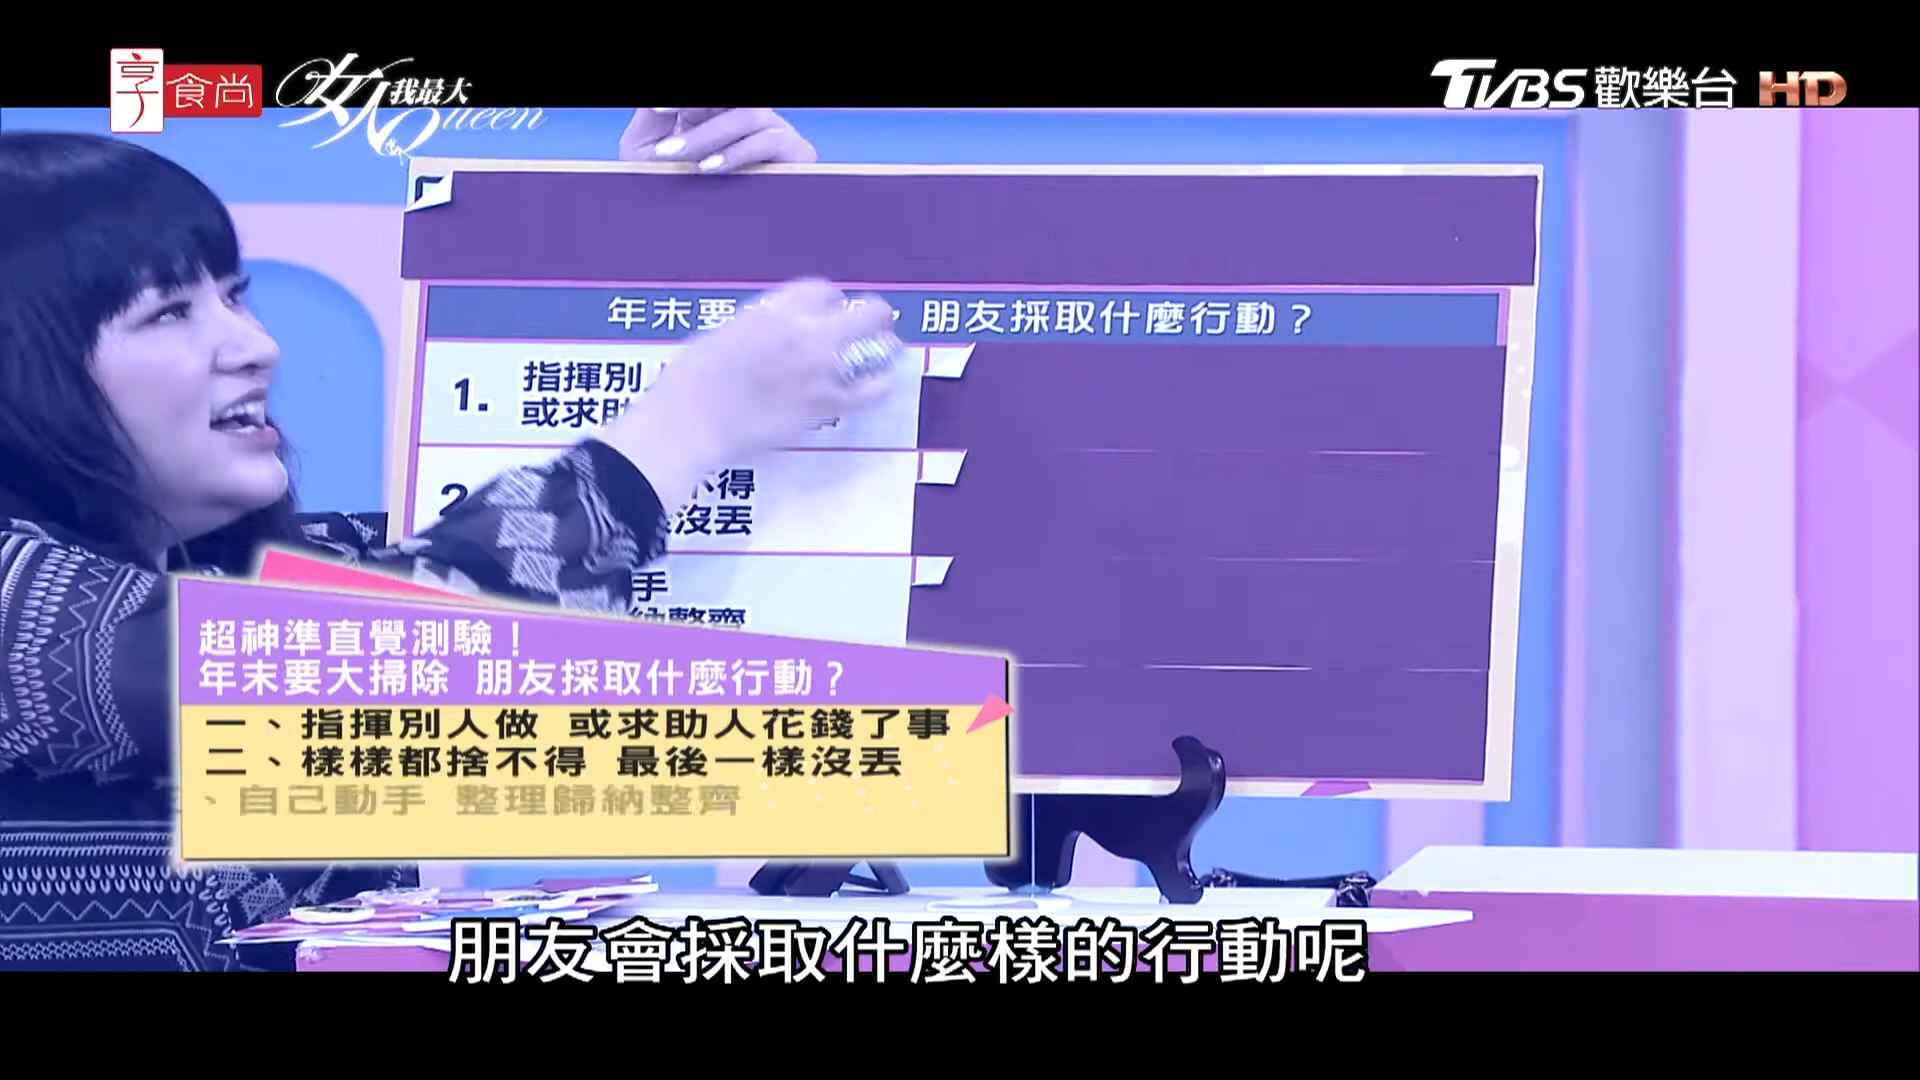 享食尚
女人我最大
Queen
TVBS歡樂台 HD
年末要，朋友採取什麼行動？
1. 指揮別
或求助
2. 不得
沒丟
手
納整齊
超神準直覺測驗！
年末要大掃除 朋友採取什麼行動？
一、指揮別人做 或求助人花錢了事
二、樣樣都捨不得 最後一樣沒丟
、自己動手 整理歸納整齊
朋友會採取什麼樣的行動呢